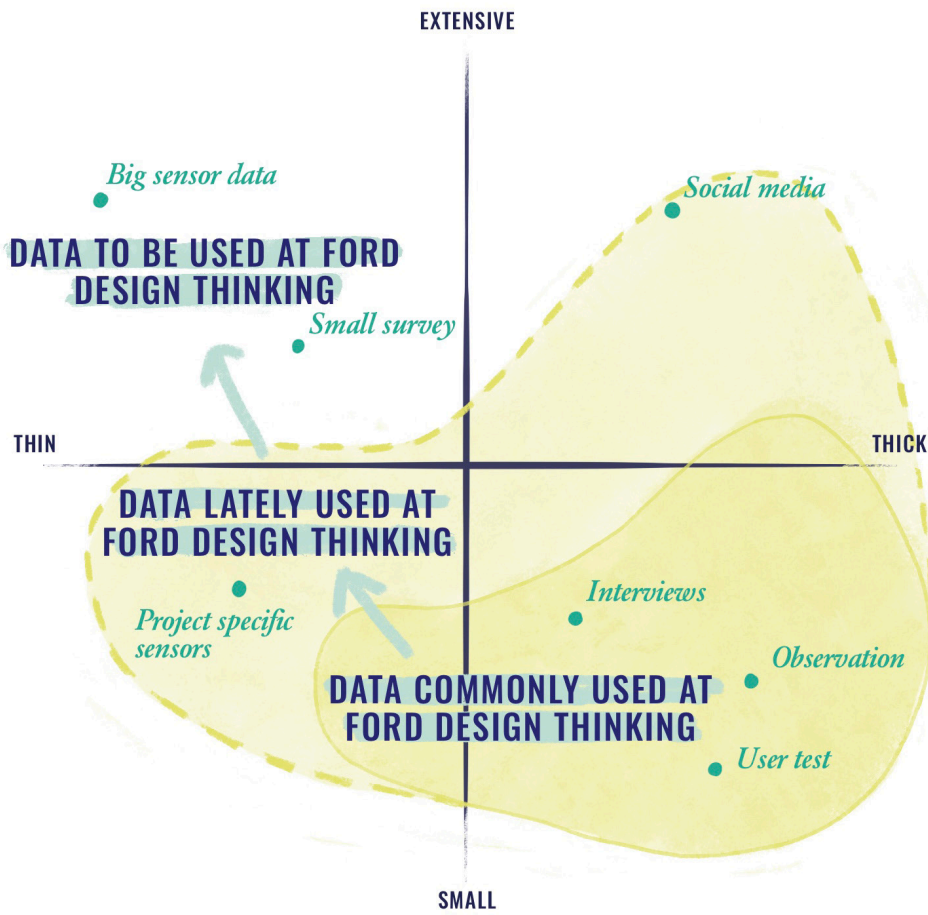 EXTENSIVE
Big sensor data
Social media
DATA TO BE USED AT FORD
DESIGN THINKING
Small survey
THIN
THICK
DATA LATELY USED AT
FORD DESIGN THINKING
Project specific
sensors
Interviews
Observation
DATA COMMONLY USED AT
FORD DESIGN THINKING
User test
SMALL